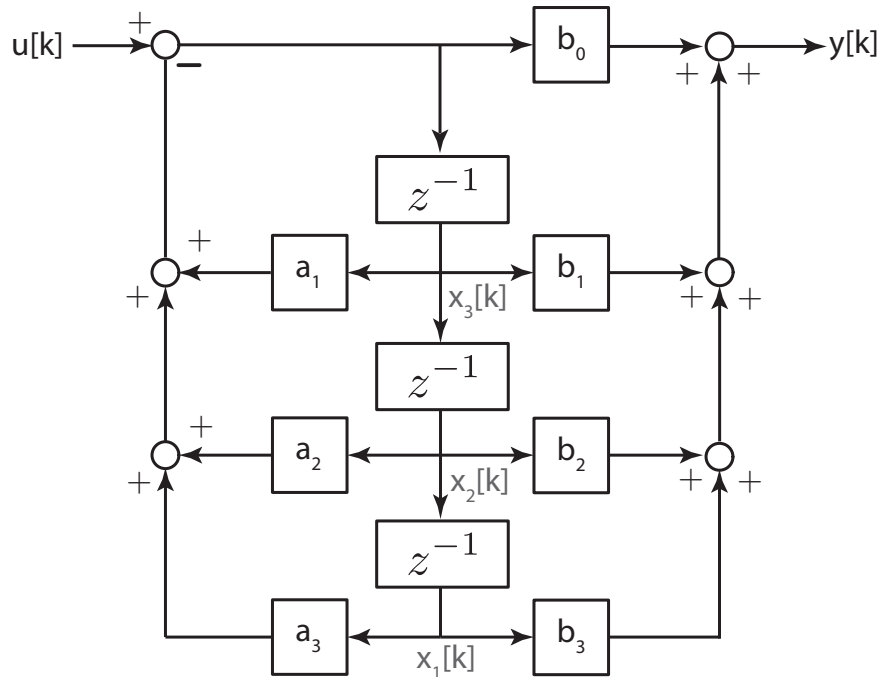 +
u[k]
−
b₀
y[k]
+ +
z⁻¹
+
a₁
b₁
+
x₃[k]
+ +
z⁻¹
+
a₂
b₂
+
x₂[k]
+ +
z⁻¹
a₃
b₃
x₁[k]